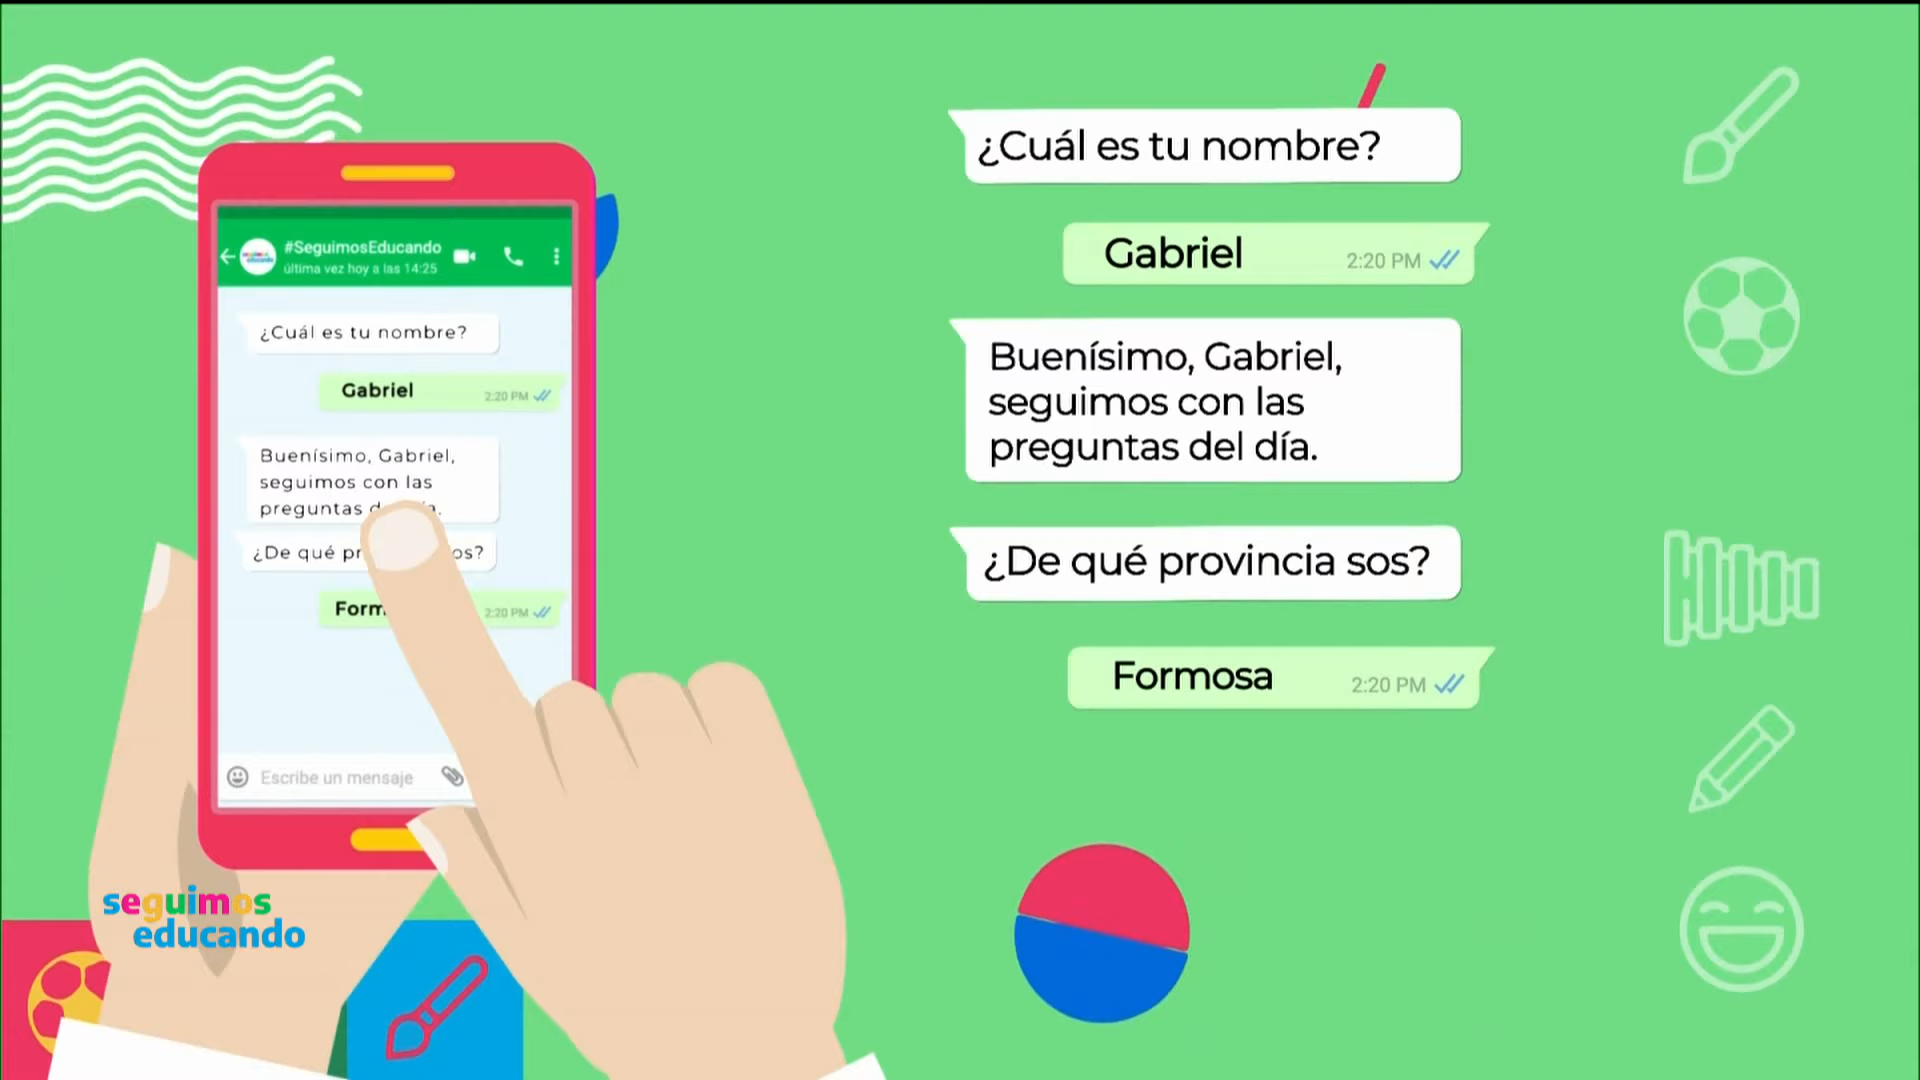 #SeguimosEducando
última vez hoy a las 14:25
¿Cuál es tu nombre?
Gabriel 2:20 PM
Buenísimo, Gabriel,
seguimos con las
preguntas
¿De qué
2:20 PM
Escribe un mensaje
seguimos
educando
¿Cuál es tu nombre?
Gabriel 2:20 PM
Buenísimo, Gabriel,
seguimos con las
preguntas del día.
¿De qué provincia sos?
Formosa 2:20 PM